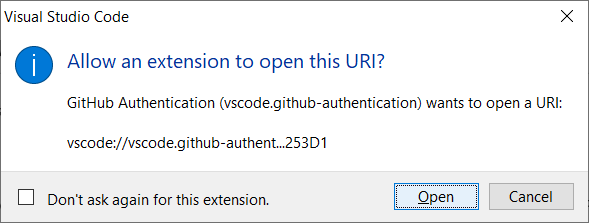 Visual Studio Code
Allow an extension to open this URI?
GitHub Authentication (vscode.github-authentication) wants to open a URI:
vscode://vscode.github-authent...253D1
Don't ask again for this extension.
Open
Cancel